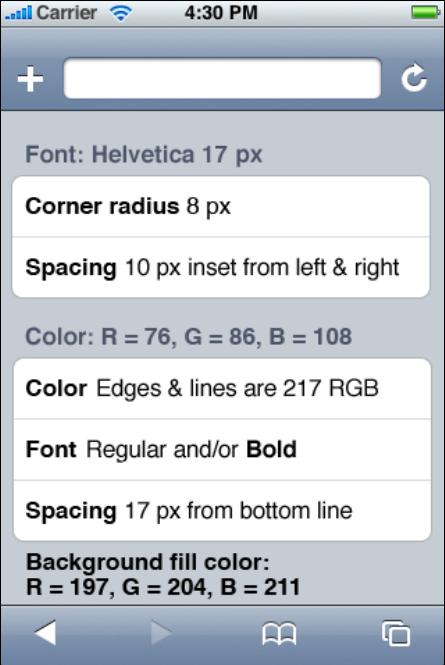 Carrier 4:30 PM
Font: Helvetica 17 px
Corner radius 8 px
Spacing 10 px inset from left & right
Color: R = 76, G = 86, B = 108
Color Edges & lines are 217 RGB
Font Regular and/or Bold
Spacing 17 px from bottom line
Background fill color:
R = 197, G = 204, B = 211